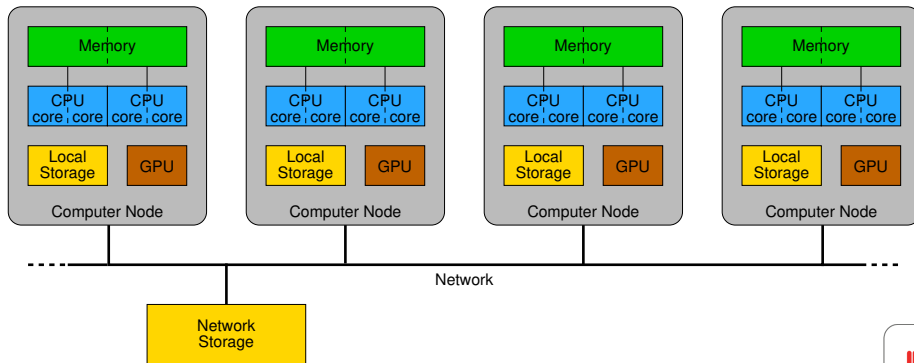 Memory
CPU CPU
core core core core
Local
Storage
GPU
Computer Node
Memory
CPU CPU
core core core core
Local
Storage
GPU
Computer Node
Memory
CPU CPU
core core core core
Local
Storage
GPU
Computer Node
Memory
CPU CPU
core core core core
Local
Storage
GPU
Computer Node
Network
Network
Storage